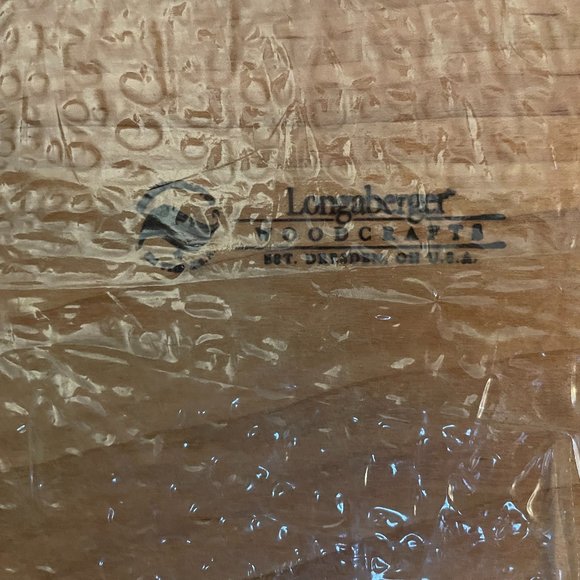 Longaberger
WOODCRAFTS
EST. DRESDEN, OH U.S.A.